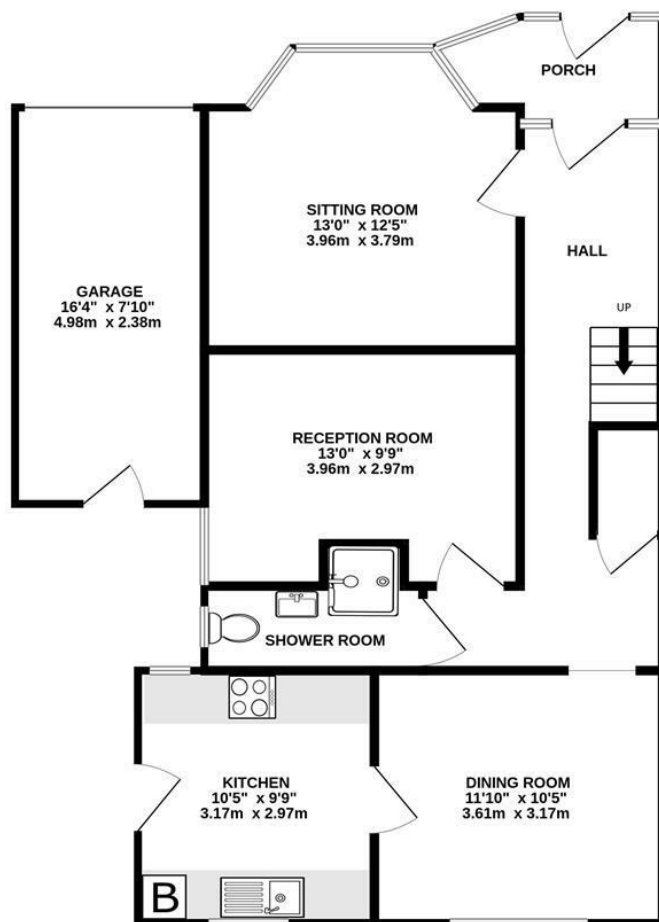 PORCH
SITTING ROOM
13'0" x 12'5"
3.96m x 3.79m
HALL
GARAGE
16'4" x 7'10"
4.98m x 2.38m
UP
RECEPTION ROOM
13'0" x 9'9"
3.96m x 2.97m
SHOWER ROOM
KITCHEN
10'5" x 9'9"
3.17m x 2.97m
DINING ROOM
11'10" x 10'5"
3.61m x 3.17m
B